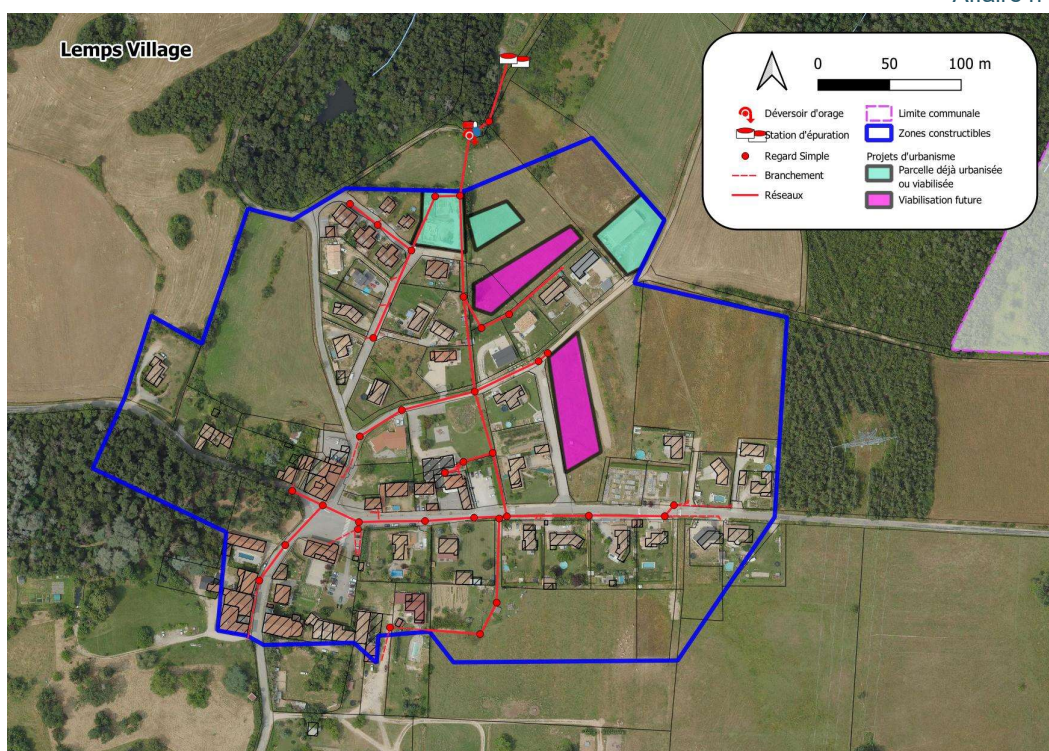 Lemps Village
0 50 100 m
Déversoir d'orage
Station d'épuration
Regard Simple
Branchement
Réseaux
Limite communale
Zones constructibles
Projets d'urbanisme
Parcelle déjà urbanisée
ou viabilisée
Viabilisation future